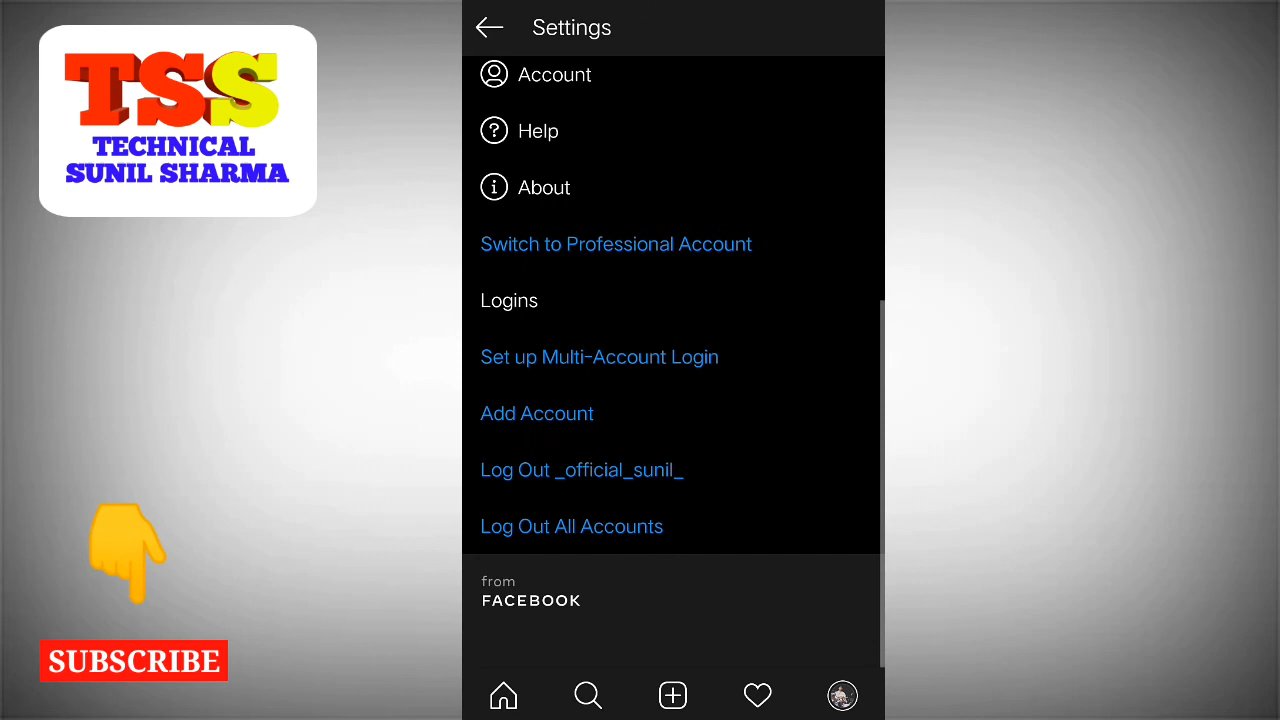 TSS
TECHNICAL
SUNIL SHARMA
SUBSCRIBE
Settings
Account
Help
About
Switch to Professional Account
Logins
Set up Multi-Account Login
Add Account
Log Out _official_sunil_
Log Out All Accounts
from
FACEBOOK